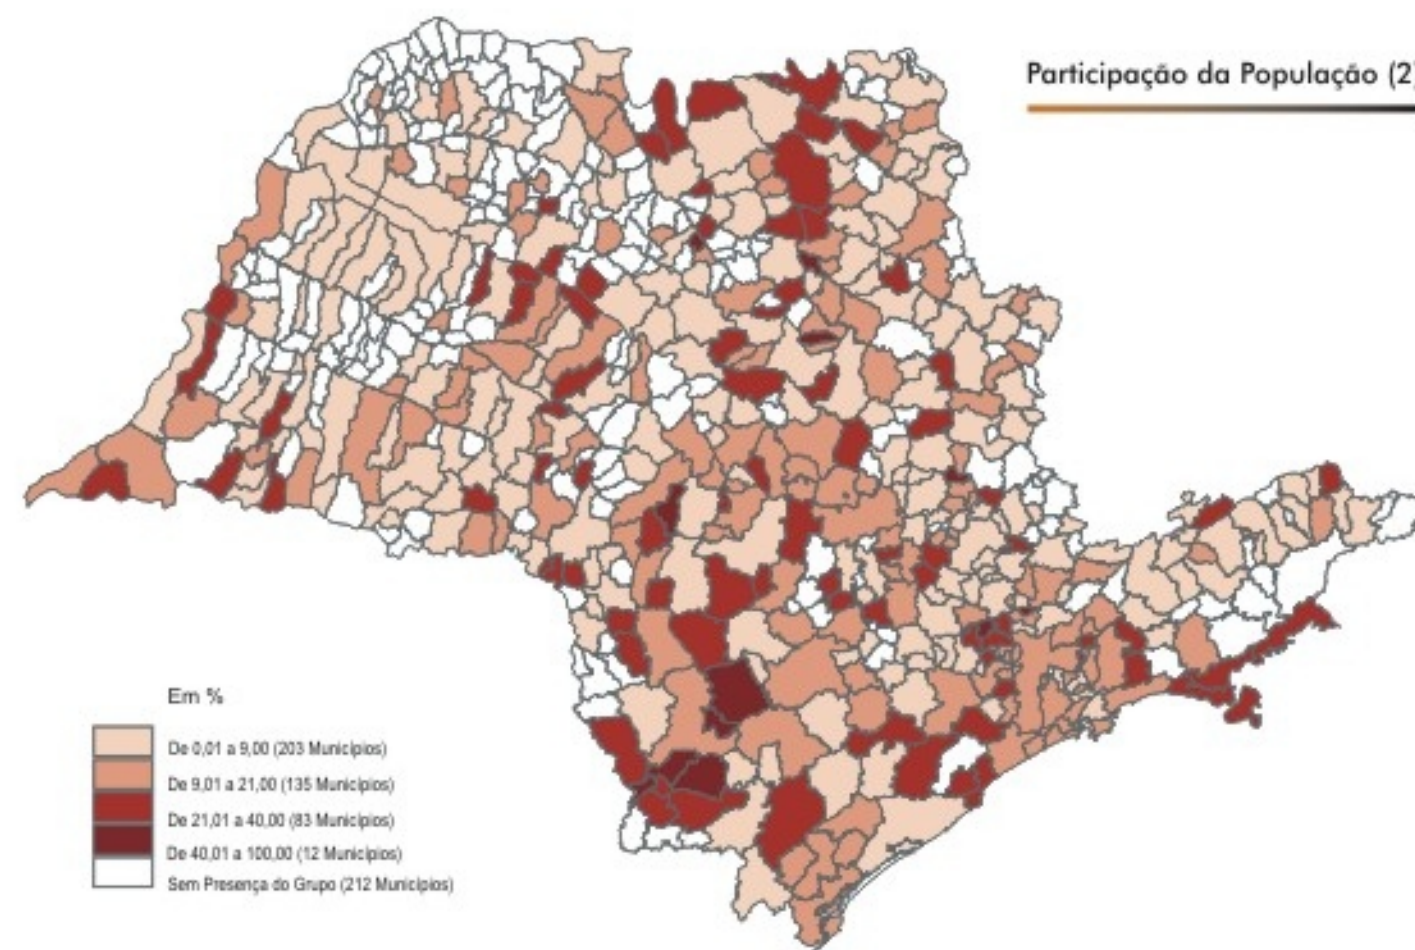 Participação da População (2)
Em %
De 0,01 a 9,00 (203 Municípios)
De 9,01 a 21,00 (135 Municípios)
De 21,01 a 40,00 (83 Municípios)
De 40,01 a 100,00 (12 Municípios)
Sem Presença do Grupo (212 Municípios)